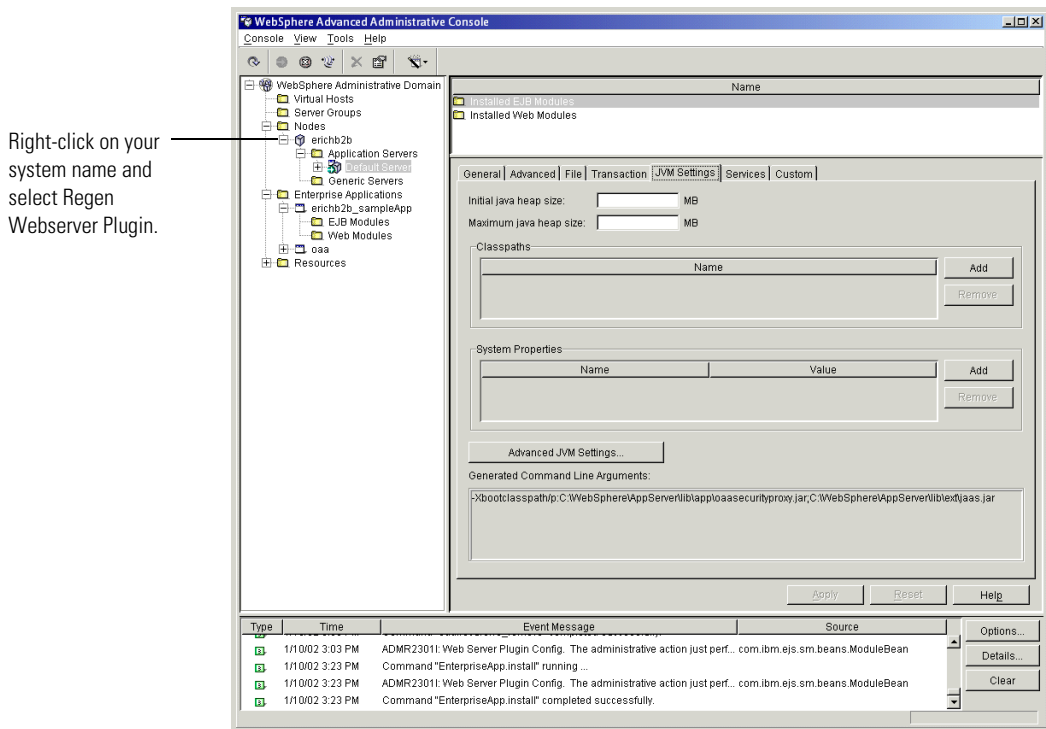 WebSphere Advanced Administrative Console
Console View Tools Help
Right-click on your
system name and
select Regen
Webserver Plugin.
WebSphere Administrative Domain
Virtual Hosts
Server Groups
Nodes
erichb2b
Application Servers
Default Server
Generic Servers
Enterprise Applications
erichb2b_sampleApp
EJB Modules
Web Modules
oaa
Resources
Name
Installed EJB Modules
Installed Web Modules
General Advanced File Transaction JVM Settings Services Custom
Initial java heap size: MB
Maximum java heap size: MB
Classpaths
Name
Add
Remove
System Properties
Name Value
Add
Remove
Advanced JVM Settings...
Generated Command Line Arguments:
-Xbootclasspath/p:C:\WebSphere\AppServer\lib\app\oaasecurityproxy.jar;C:\WebSphere\AppServer\lib\ext\jaas.jar
Apply Reset Help
Type Time Event Message Source
1/10/02 3:03 PM ADMR2301I: Web Server Plugin Config. The administrative action just perf... com.ibm.ejs.sm.beans.ModuleBean
1/10/02 3:23 PM Command "EnterpriseApp.install" running ...
1/10/02 3:23 PM ADMR2301I: Web Server Plugin Config. The administrative action just perf... com.ibm.ejs.sm.beans.ModuleBean
1/10/02 3:23 PM Command "EnterpriseApp.install" completed successfully.
Options...
Details...
Clear